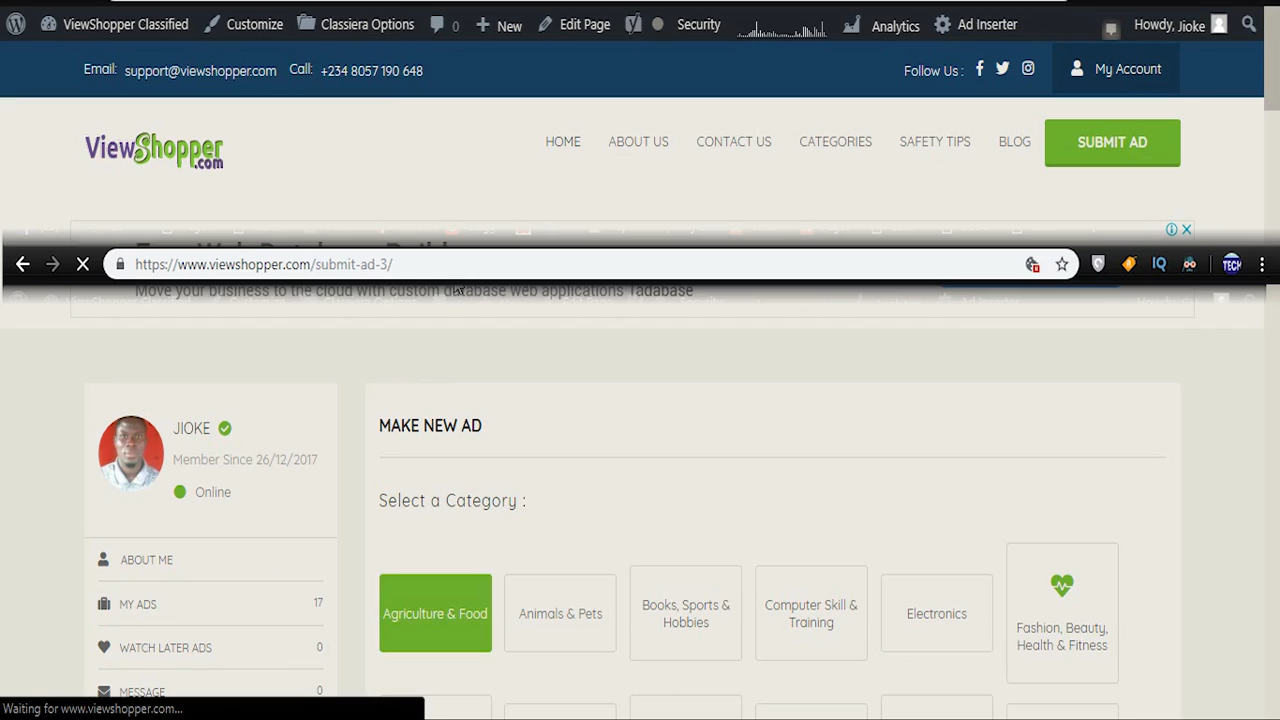 ViewShopper Classified Customize Classiera Options 0 New Edit Page Security Analytics Ad Inserter Howdy, Jioke
Email: support@viewshopper.com Call: +234 8057 190 648 Follow Us : My Account
ViewShopper.com
HOME ABOUT US CONTACT US CATEGORIES SAFETY TIPS BLOG SUBMIT AD
https://www.viewshopper.com/submit-ad-3/ IQ TECH
Move your business to the cloud with custom database web applications Tadabase
JIOKE
Member Since 26/12/2017
Online
ABOUT ME
MY ADS 17
WATCH LATER ADS 0
MESSAGE 0
MAKE NEW AD
Select a Category :
Agriculture & Food
Animals & Pets
Books, Sports &
Hobbies
Computer Skill &
Training
Electronics
Fashion, Beauty,
Health & Fitness
Waiting for www.viewshopper.com...